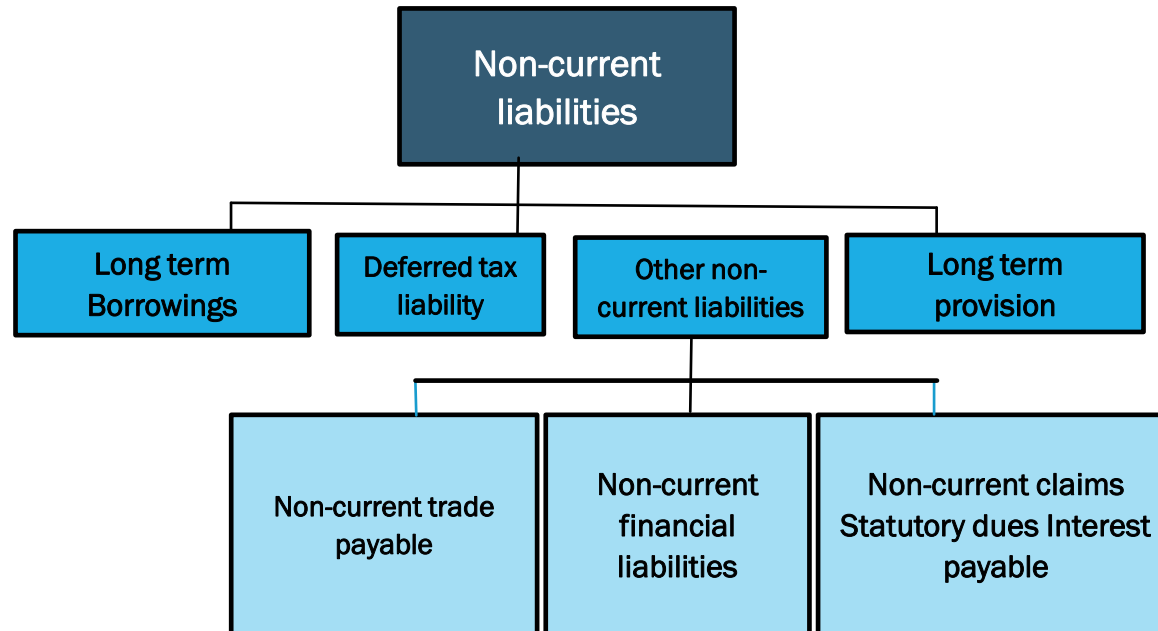 Non-current
liabilities
Long term
Borrowings
Deferred tax
liability
Other non-
current liabilities
Long term
provision
Non-current trade
payable
Non-current
financial
liabilities
Non-current claims
Statutory dues Interest
payable